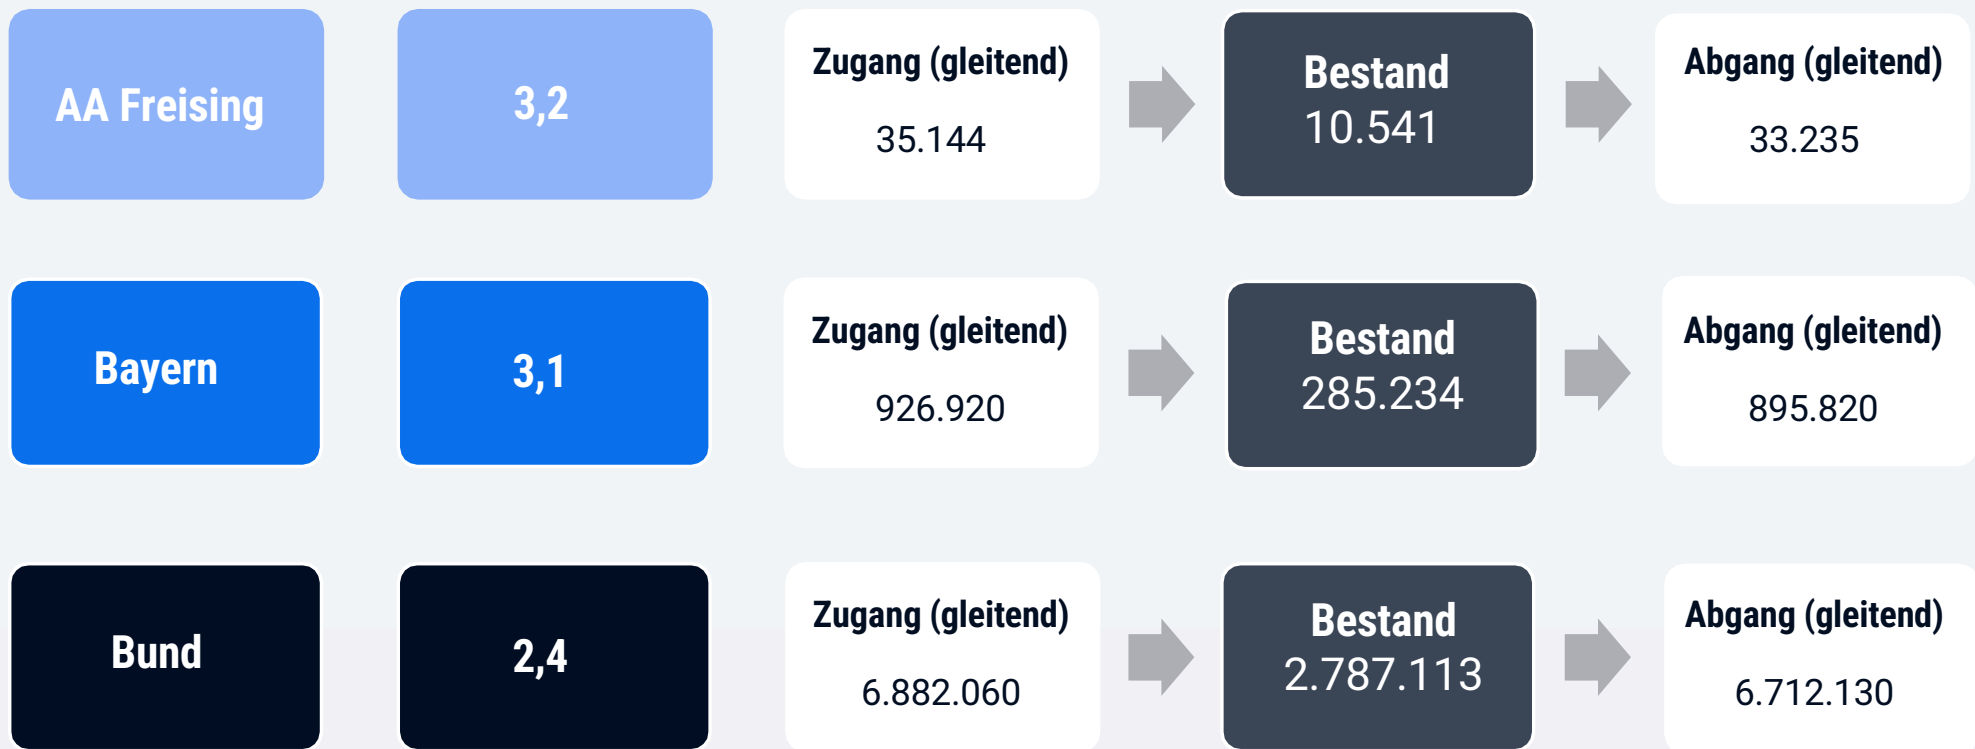 AA Freising
3,2
Zugang (gleitend)
35.144
Bestand
10.541
Abgang (gleitend)
33.235
Bayern
3,1
Zugang (gleitend)
926.920
Bestand
285.234
Abgang (gleitend)
895.820
Bund
2,4
Zugang (gleitend)
6.882.060
Bestand
2.787.113
Abgang (gleitend)
6.712.130